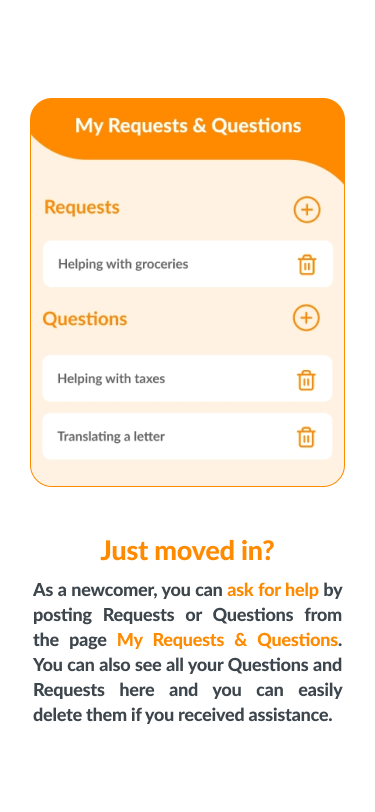 My Requests & Questions
Requests
Helping with groceries
Questions
Helping with taxes
Translating a letter
Just moved in?
As a newcomer, you can ask for help by
posting Requests or Questions from
the page My Requests & Questions.
You can also see all your Questions and
Requests here and you can easily
delete them if you received assistance.